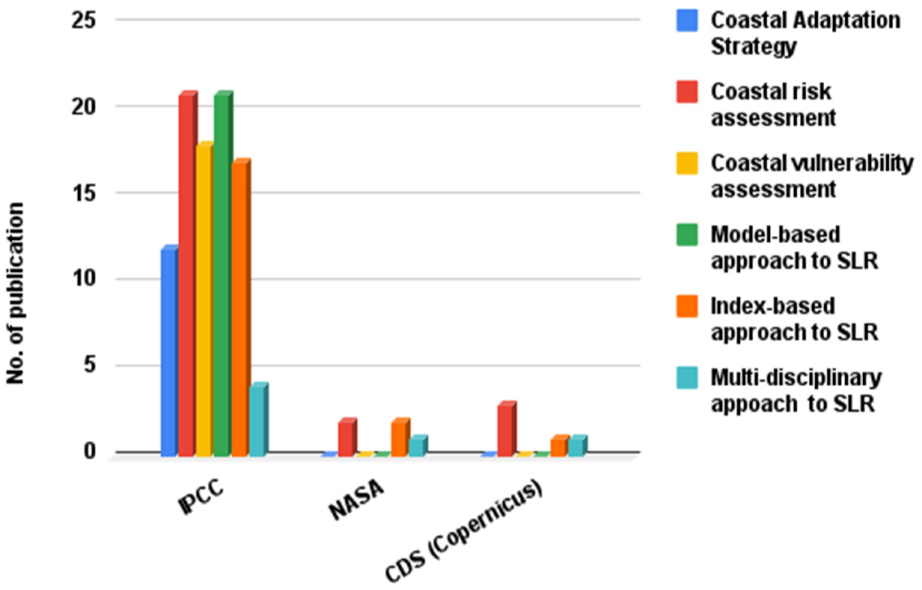 25
20
15
10
5
0
No. of publication
IPCC
NASA
CDS (Copernicus)
Coastal Adaptation
Strategy
Coastal risk
assessment
Coastal vulnerability
assessment
Model-based
approach to SLR
Index-based
approach to SLR
Multi-disciplinary
appoach to SLR